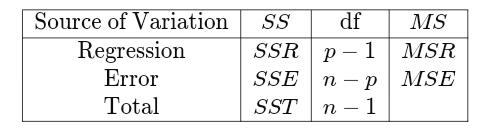 Source of Variation SS df MS
Regression SSR p − 1 MSR
Error SSE n − p MSE
Total SST n − 1